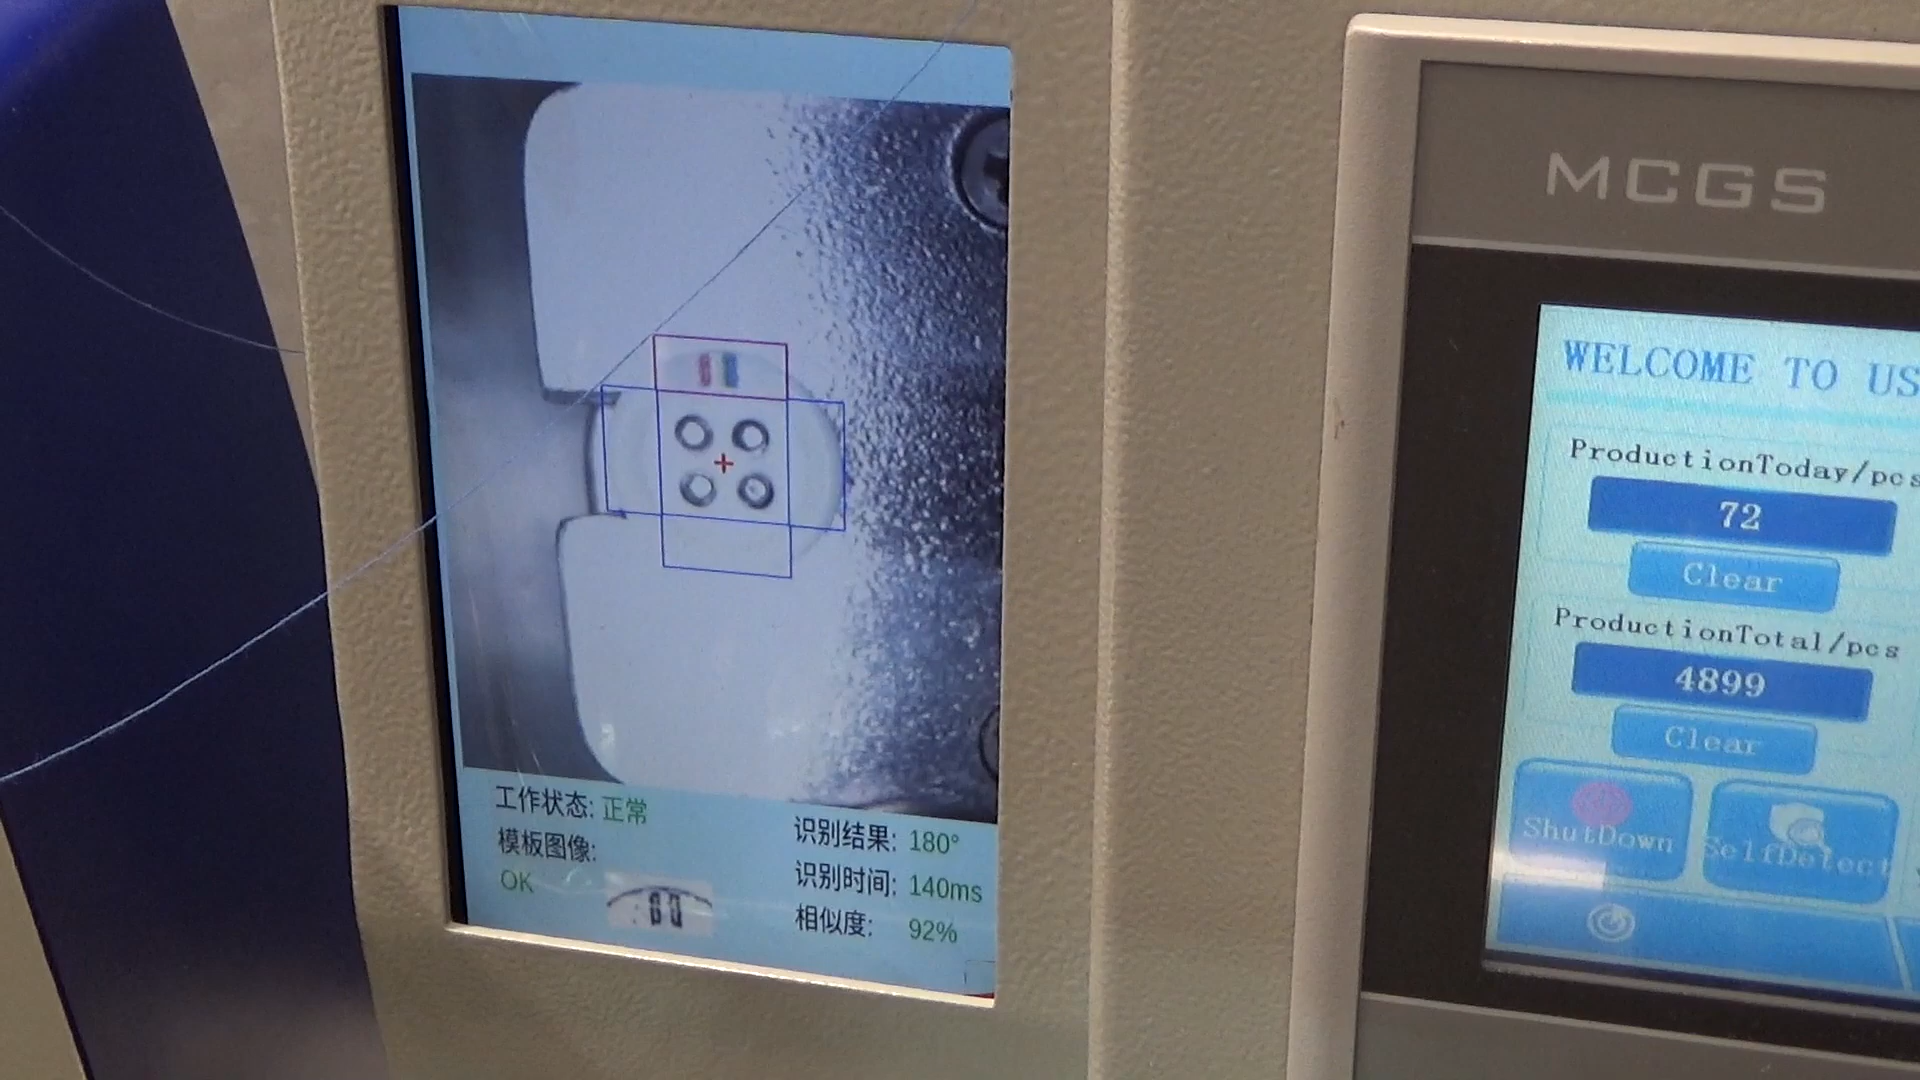 工作状态: 正常
模板图像:
OK
识别结果: 180°
识别时间: 140ms
相似度: 92%
MCGS
WELCOME TO US
ProductionToday/pcs
72
Clear
ProductionTotal/pcs
4899
Clear
ShutDown
SelfDetect